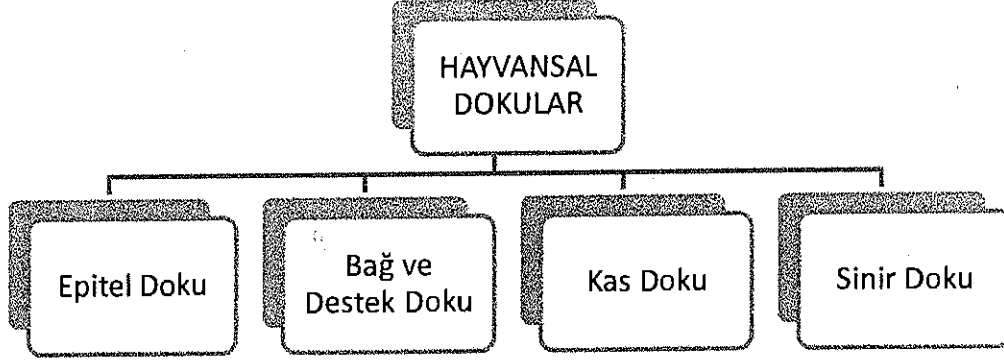 HAYVANSAL
DOKULAR
Epitel Doku
Bağ ve
Destek Doku
Kas Doku
Sinir Doku